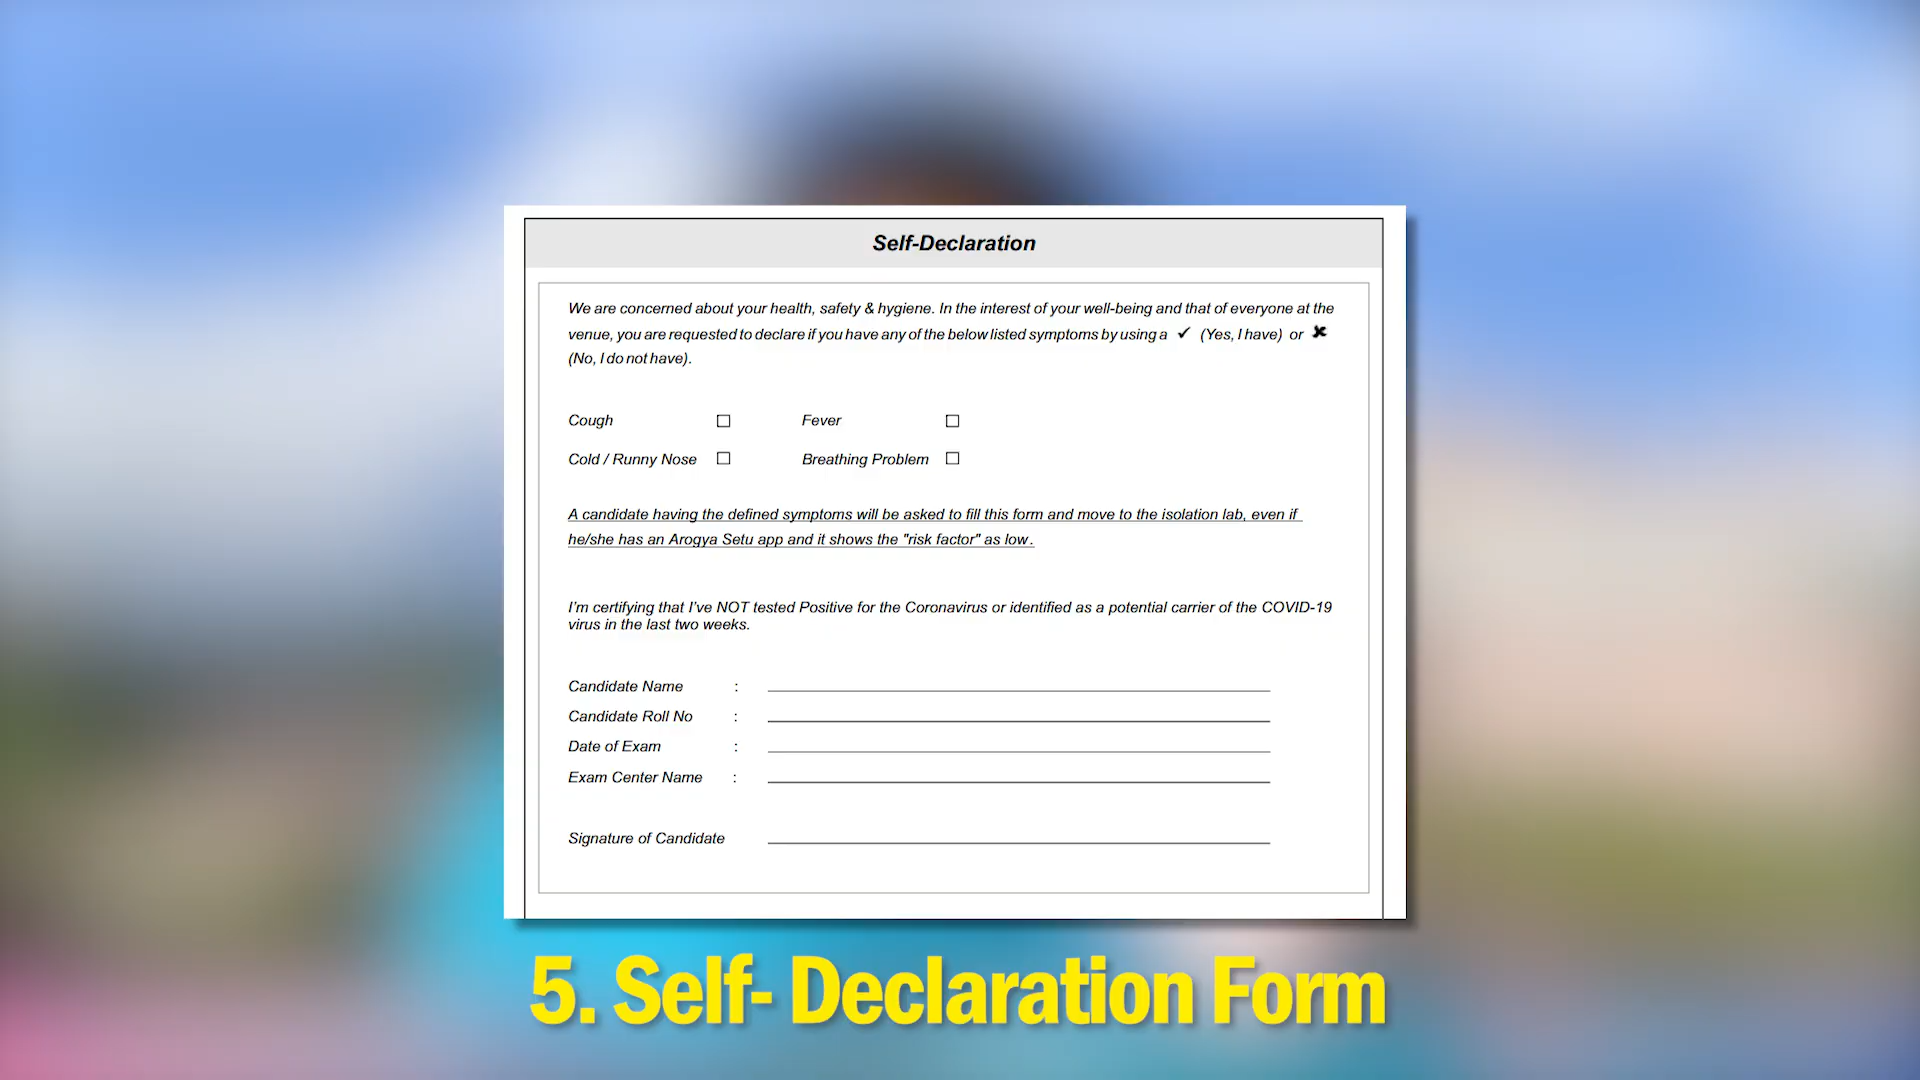 Self-Declaration
We are concerned about your health, safety & hygiene. In the interest of your well-being and that of everyone at the
venue, you are requested to declare if you have any of the below listed symptoms by using a ✓ (Yes, I have) or ✖
(No, I do not have).
Cough ☐ Fever ☐
Cold / Runny Nose ☐ Breathing Problem ☐
A candidate having the defined symptoms will be asked to fill this form and move to the isolation lab, even if
he/she has an Arogya Setu app and it shows the "risk factor" as low.
I'm certifying that I've NOT tested Positive for the Coronavirus or identified as a potential carrier of the COVID-19
virus in the last two weeks.
Candidate Name :
Candidate Roll No :
Date of Exam :
Exam Center Name :
Signature of Candidate
5. Self- Declaration Form